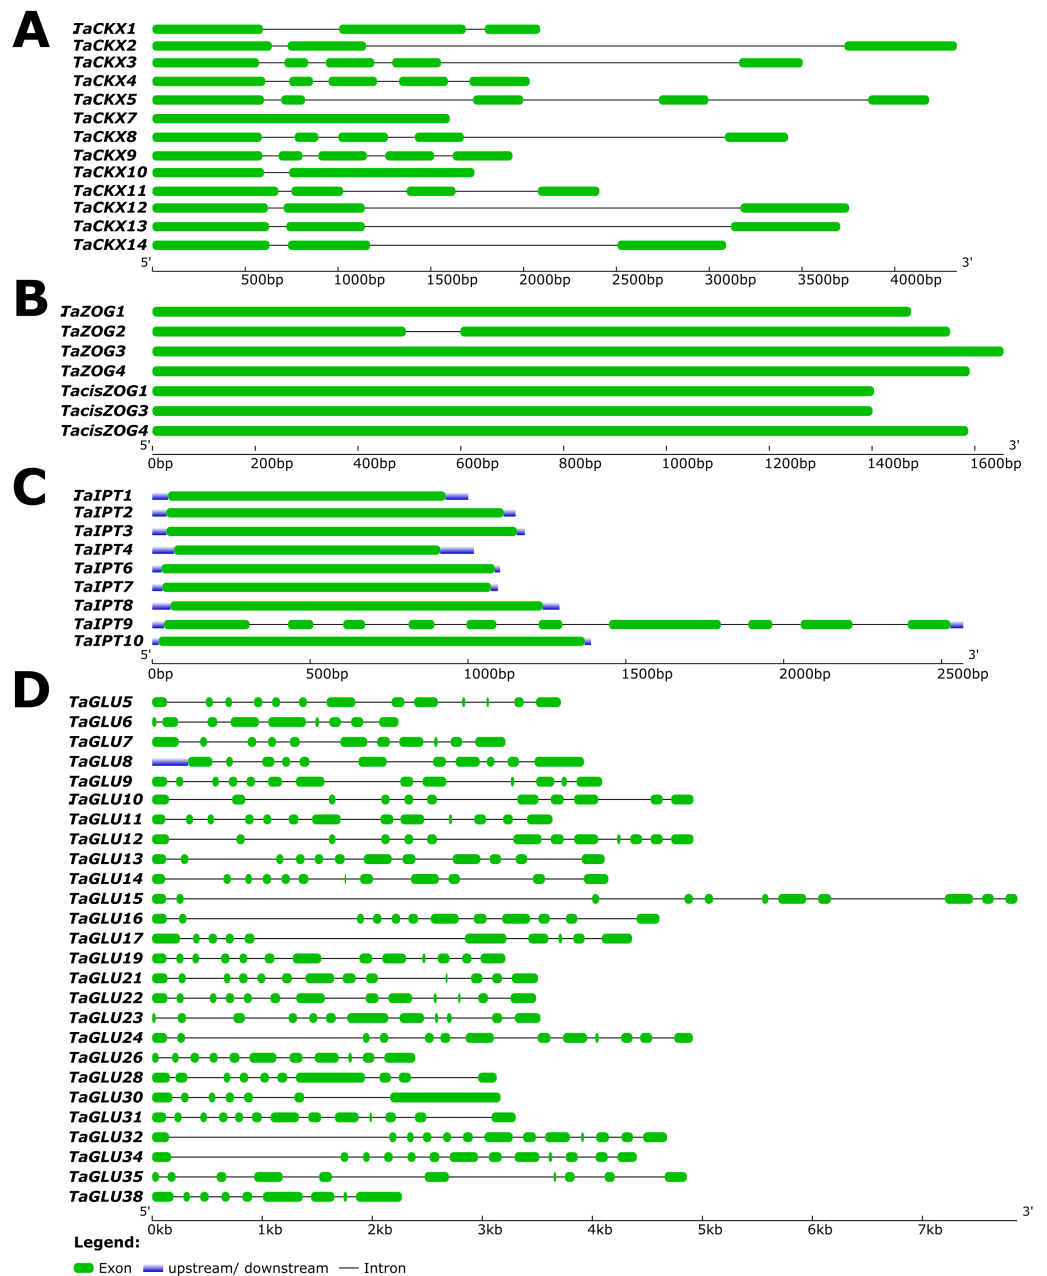 A
TaCKX1
TaCKX2
TaCKX3
TaCKX4
TaCKX5
TaCKX7
TaCKX8
TaCKX9
TaCKX10
TaCKX11
TaCKX12
TaCKX13
TaCKX14
5' 3'
500bp 1000bp 1500bp 2000bp 2500bp 3000bp 3500bp 4000bp
B
TaZOG1
TaZOG2
TaZOG3
TaZOG4
TacisZOG1
TacisZOG3
TacisZOG4
5' 3'
0bp 200bp 400bp 600bp 800bp 1000bp 1200bp 1400bp 1600bp
C
TaIPT1
TaIPT2
TaIPT3
TaIPT4
TaIPT6
TaIPT7
TaIPT8
TaIPT9
TaIPT10
5' 3'
0bp 500bp 1000bp 1500bp 2000bp 2500bp
D
TaGLU5
TaGLU6
TaGLU7
TaGLU8
TaGLU9
TaGLU10
TaGLU11
TaGLU12
TaGLU13
TaGLU14
TaGLU15
TaGLU16
TaGLU17
TaGLU19
TaGLU21
TaGLU22
TaGLU23
TaGLU24
TaGLU26
TaGLU28
TaGLU30
TaGLU31
TaGLU32
TaGLU34
TaGLU35
TaGLU38
5' 3'
0kb 1kb 2kb 3kb 4kb 5kb 6kb 7kb
Legend:
Exon upstream/ downstream Intron